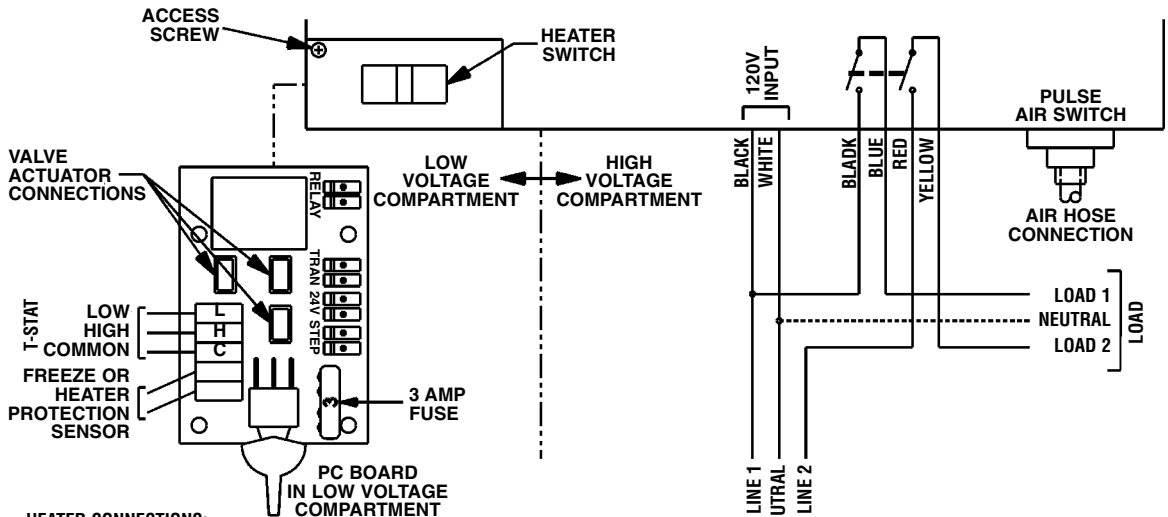 ACCESS
SCREW
HEATER
SWITCH
120V
INPUT
PULSE
AIR SWITCH
VALVE
ACTUATOR
CONNECTIONS
LOW
VOLTAGE
COMPARTMENT
HIGH
VOLTAGE
COMPARTMENT
BLACK
WHITE
BLADK
BLUE
RED
YELLOW
AIR HOSE
CONNECTION
RELAY
TRAN
24V
STEP
T-STAT
LOW
HIGH
COMMON
L
H
C
FREEZE OR
HEATER
PROTECTION
SENSOR
3
3 AMP
FUSE
PC BOARD
IN LOW VOLTAGE
COMPARTMENT
LOAD 1
NEUTRAL
LOAD 2
LOAD
LINE 1
UTRAL
LINE 2
HEATER CONNECTIONS: